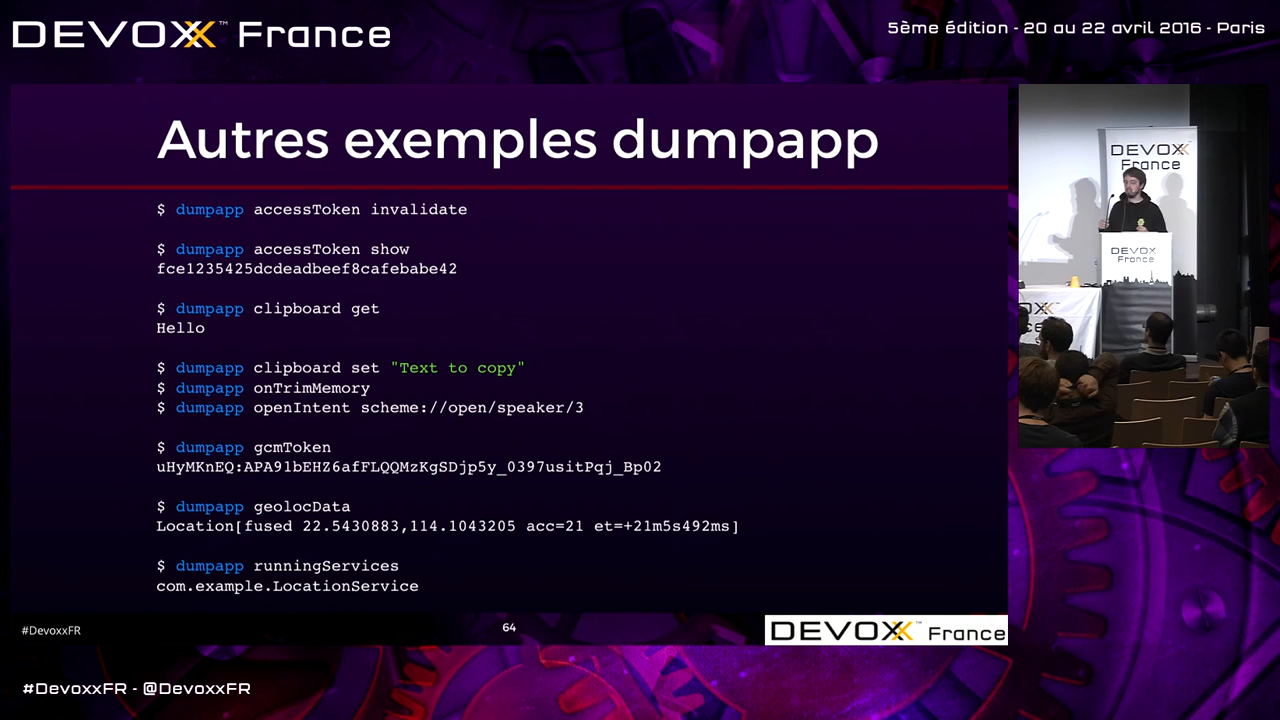 DEVOXX™ France
5ème édition - 20 au 22 avril 2016 - Paris
Autres exemples dumpapp
$ dumpapp accessToken invalidate
$ dumpapp accessToken show
fce1235425dcdeadbeef8cafebabe42
$ dumpapp clipboard get
Hello
$ dumpapp clipboard set "Text to copy"
$ dumpapp onTrimMemory
$ dumpapp openIntent scheme://open/speaker/3
$ dumpapp gcmToken
uHyMKnEQ:APA91bEHZ6afFLQQMzKgSDjp5y_0397usitPqj_Bp02
$ dumpapp geolocData
Location[fused 22.5430883,114.1043205 acc=21 et=+21m5s492ms]
$ dumpapp runningServices
com.example.LocationService
#DevoxxFR
64
DEVOXX™ France
DEVOXX
France
DEVOXX
France
#DevoxxFR - @DevoxxFR